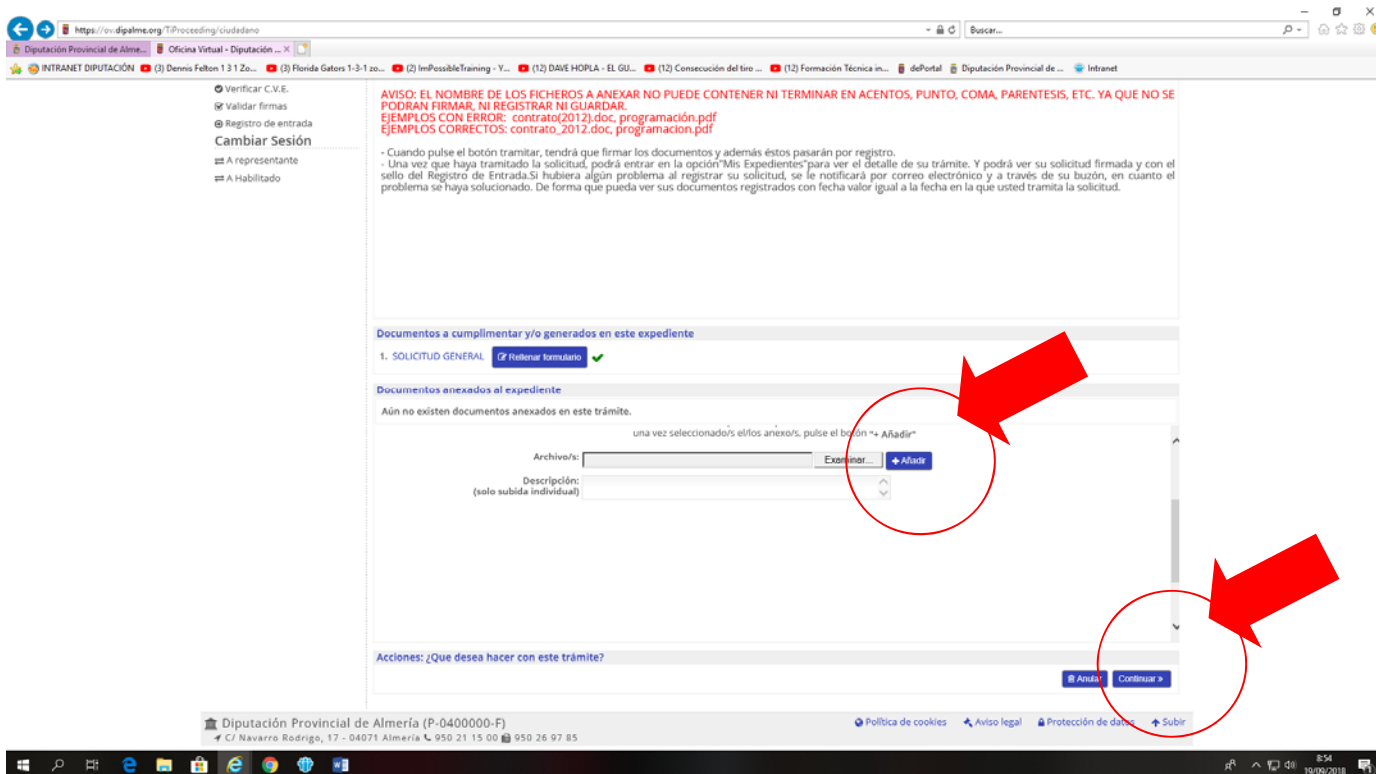 https://ov.dipalme.org/TiProceeding/ciudadano
Buscar...
Diputación Provincial de Alme...
Oficina Virtual - Diputación ...
INTRANET DIPUTACIÓN
(3) Dennis Felton 1 3 1 Zo...
(3) Florida Gators 1-3-1 zo...
(2) ImPossibleTraining - Y...
(12) DAVE HOPLA - EL GU...
(12) Consecución del tiro ...
(12) Formación Técnica in...
dePortal
Diputación Provincial de ...
Intranet
Verificar C.V.E.
Validar firmas
Registro de entrada
Cambiar Sesión
A representante
A Habilitado
AVISO: EL NOMBRE DE LOS FICHEROS A ANEXAR NO PUEDE CONTENER NI TERMINAR EN ACENTOS, PUNTO, COMA, PARENTESIS, ETC. YA QUE NO SE
PODRAN FIRMAR, NI REGISTRAR NI GUARDAR.
EJEMPLOS CON ERROR: contrato(2012).doc, programación.pdf
EJEMPLOS CORRECTOS: contrato_2012.doc, programacion.pdf
- Cuando pulse el botón tramitar, tendrá que firmar los documentos y además éstos pasarán por registro.
- Una vez que haya tramitado la solicitud, podrá entrar en la opción"Mis Expedientes"para ver el detalle de su trámite. Y podrá ver su solicitud firmada y con el
sello del Registro de Entrada.Si hubiera algún problema al registrar su solicitud, se le notificará por correo electrónico y a través de su buzón, en cuanto el
problema se haya solucionado. De forma que pueda ver sus documentos registrados con fecha valor igual a la fecha en la que usted tramita la solicitud.
Documentos a cumplimentar y/o generados en este expediente
1. SOLICITUD GENERAL Rellenar formulario
Documentos anexados al expediente
Aún no existen documentos anexados en este trámite.
una vez seleccionado/s el/los anexo/s, pulse el botón "+ Añadir"
Archivo/s: Examinar... Añadir
Descripción:
(solo subida individual)
Acciones: ¿Que desea hacer con este trámite?
Anular Continuar »
Diputación Provincial de Almería (P-0400000-F)
Política de cookies Aviso legal Protección de datos Subir
C/ Navarro Rodrigo, 17 - 04071 Almería 950 21 15 00 950 26 97 85
8:54
19/09/2018